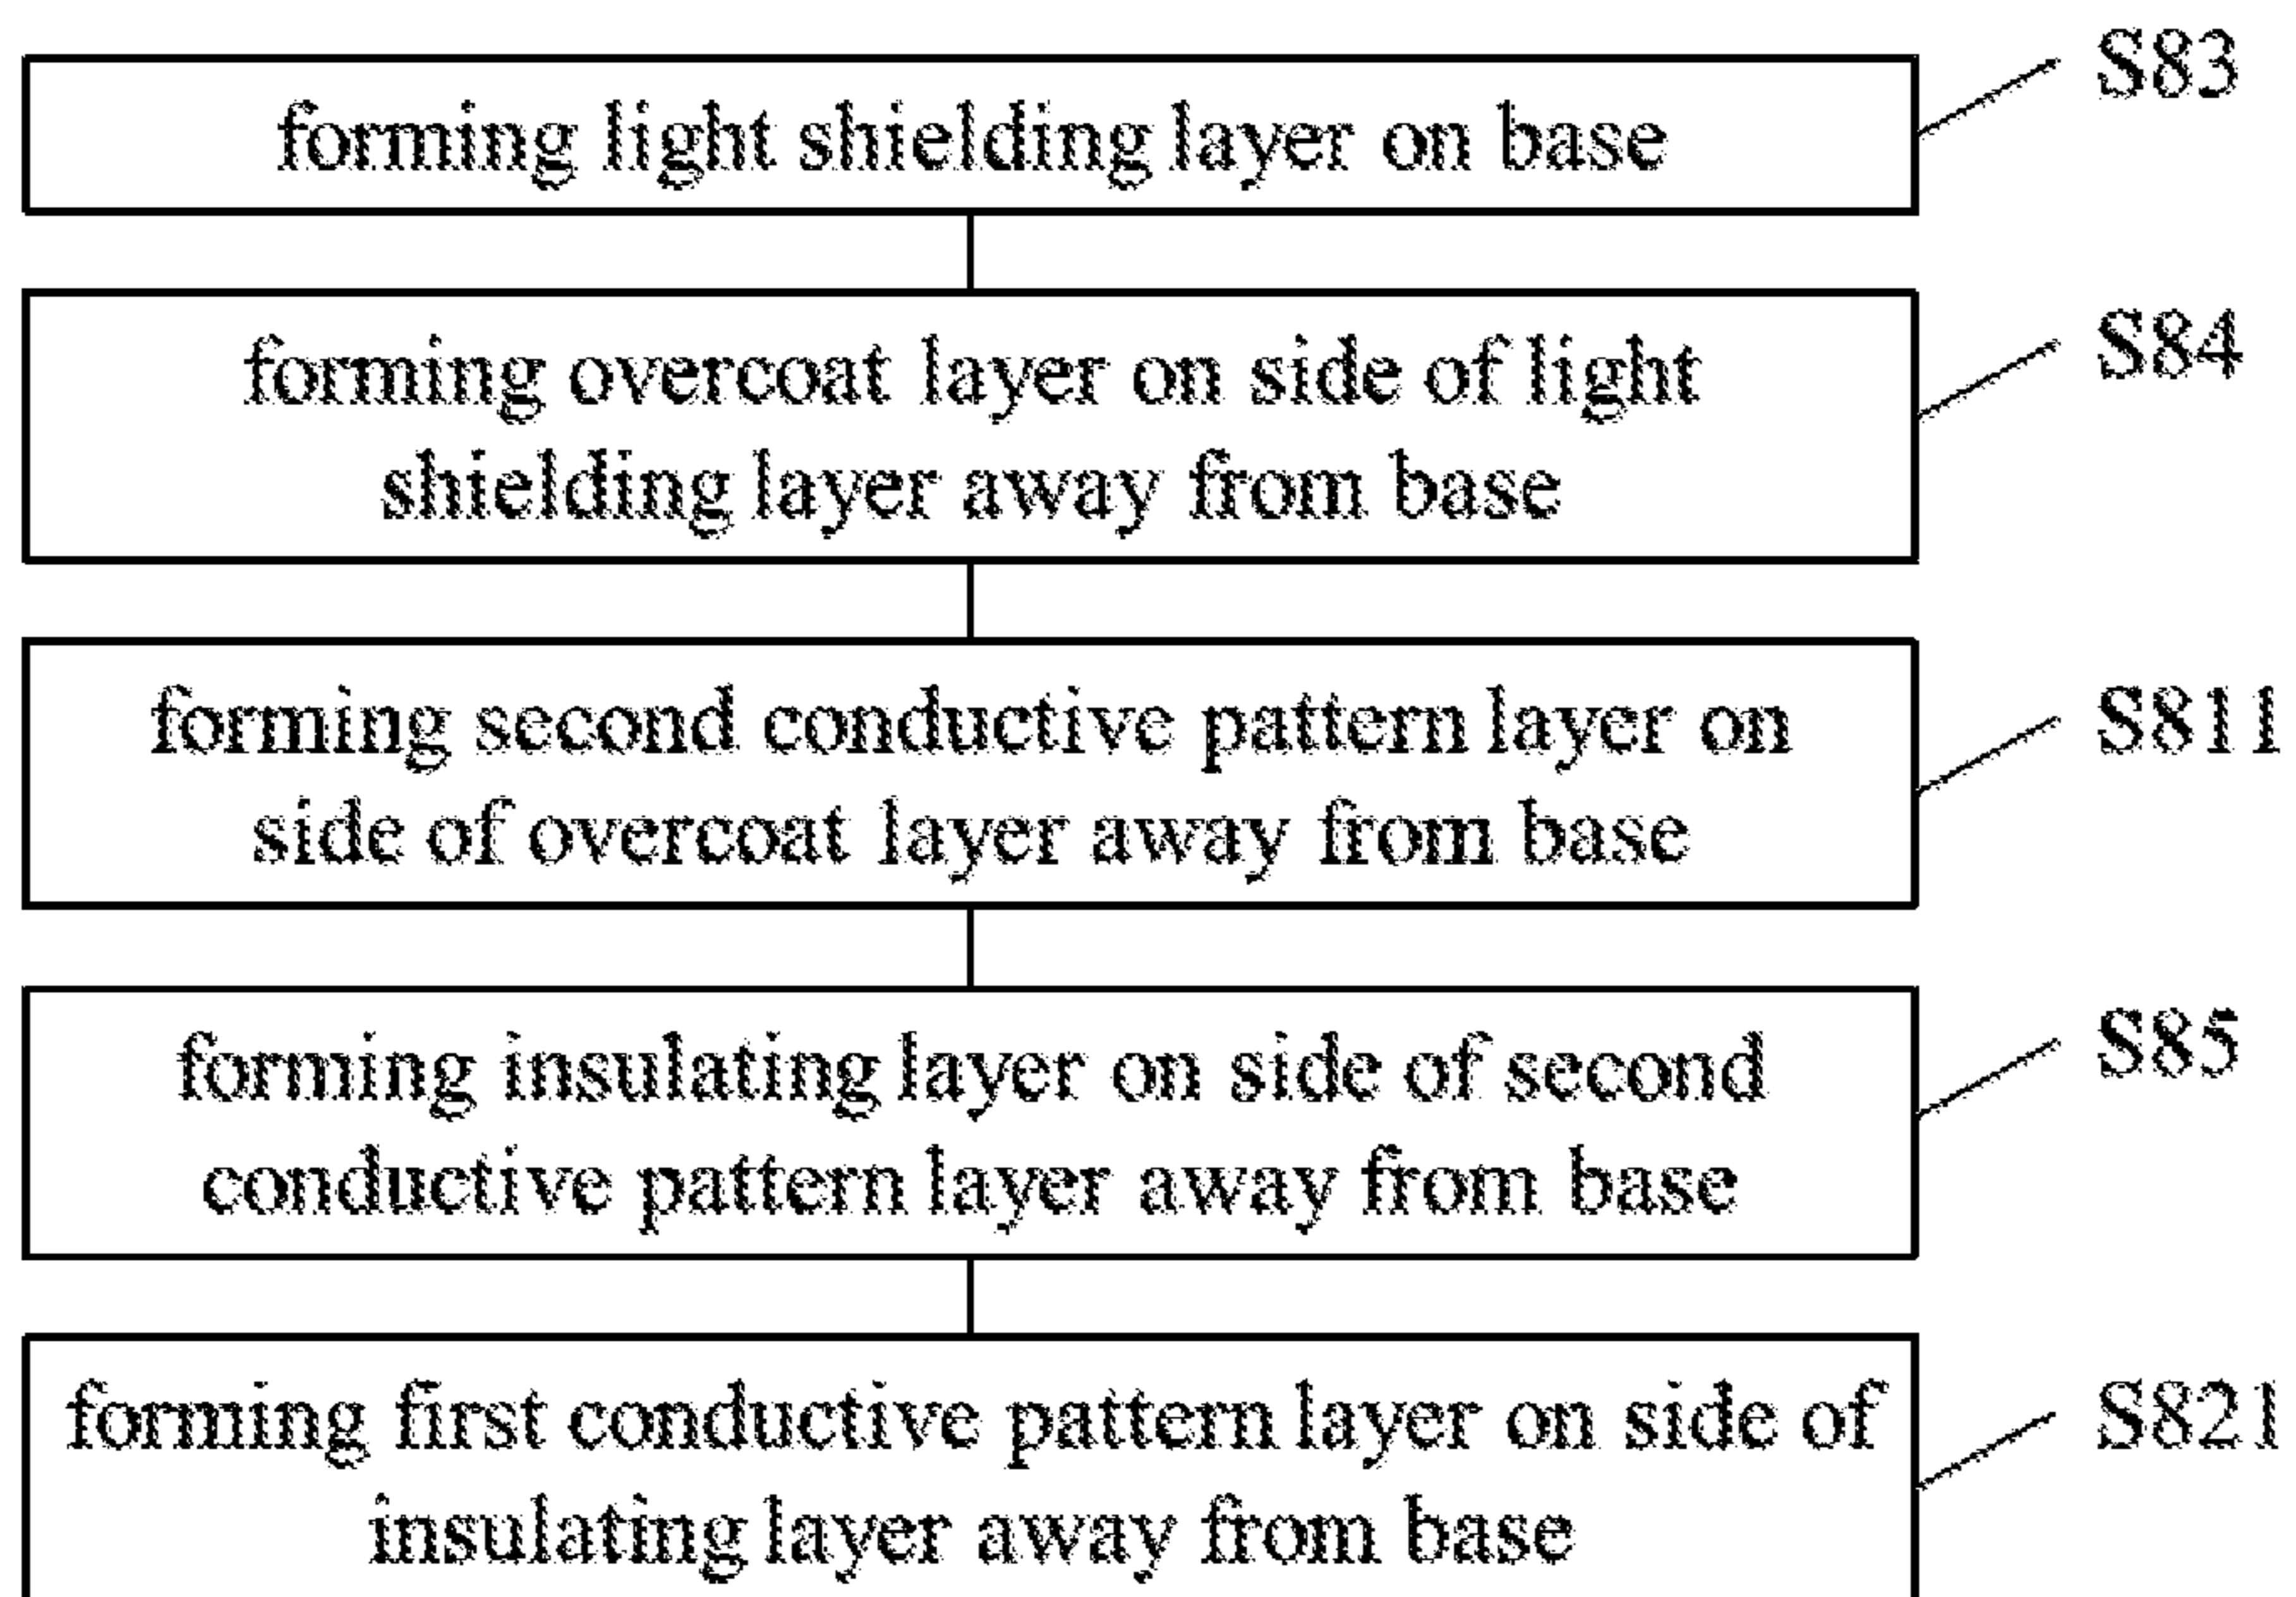 forming light shielding layer on base
S83
forming overcoat layer on side of light
shielding layer away from base
S84
forming second conductive pattern layer on
side of overcoat layer away from base
S811
forming insulating layer on side of second
conductive pattern layer away from base
S85
forming first conductive pattern layer on side of
insulating layer away from base
S821